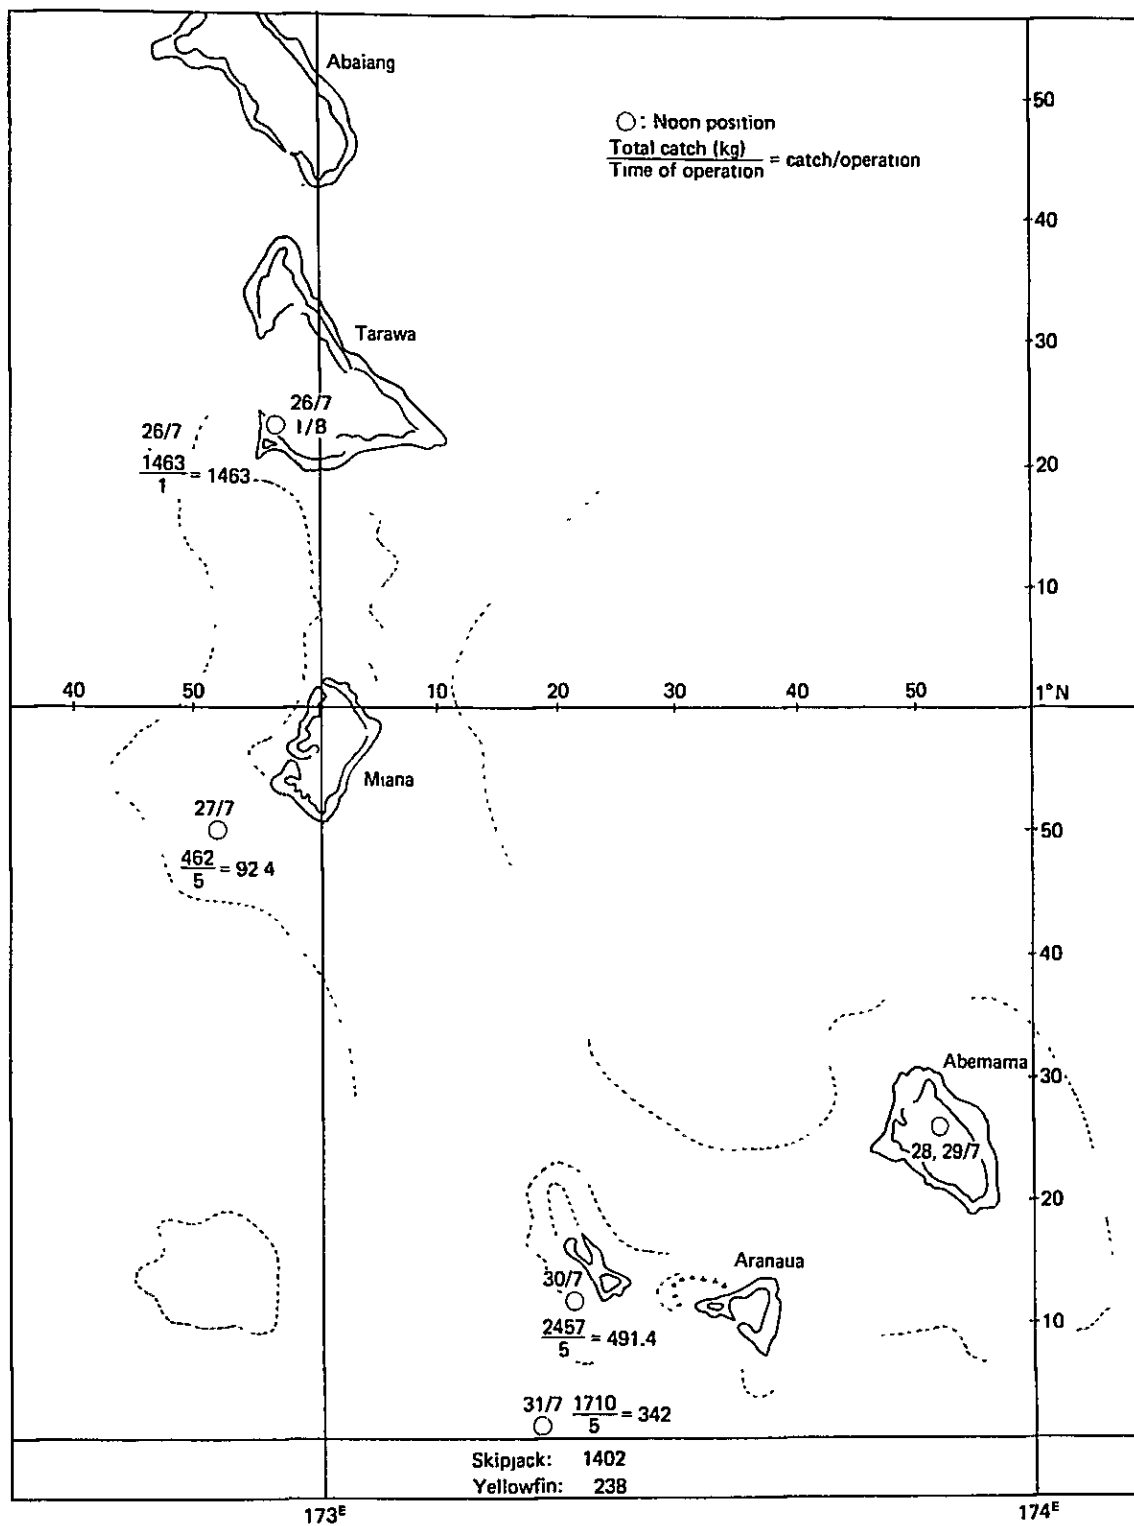 Abaiang
50
○: Noon position
Total catch (kg)
Time of operation = catch/operation
40
30
Tarawa
26/7
1/8
26/7
1463
1 = 1463
20
10
40 50 10 20 30 40 50 1°N
Miana
27/7
50
462
5 = 92 4
40
Abemama
30
28, 29/7
20
Aranaua
30/7
10
2457
5 = 491.4
31/7 1710
5 = 342
Skipjack: 1402
Yellowfin: 238
173E 174E